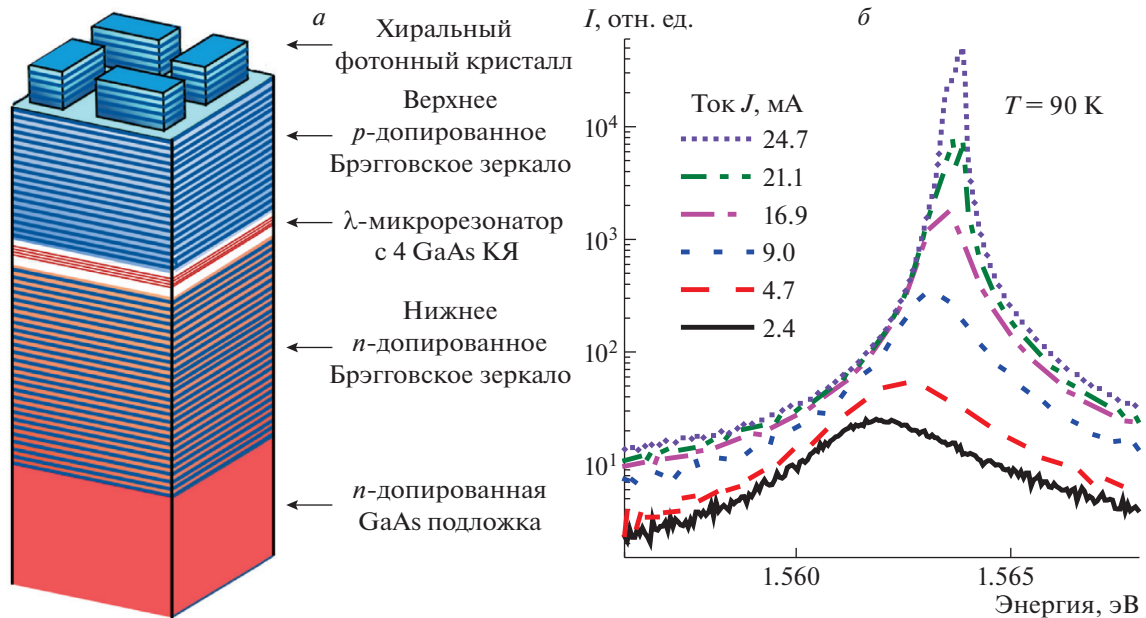 а
Хиральный
фотонный кристалл
Верхнее
p-допированное
Брэгговское зеркало
λ-микрорезонатор
с 4 GaAs КЯ
Нижнее
n-допированное
Брэгговское зеркало
n-допированная
GaAs подложка
I, отн. ед.
б
Ток J, мА
T = 90 K
24.7
21.1
16.9
9.0
4.7
2.4
10⁴
10³
10²
10¹
1.560
1.565
Энергия, эВ